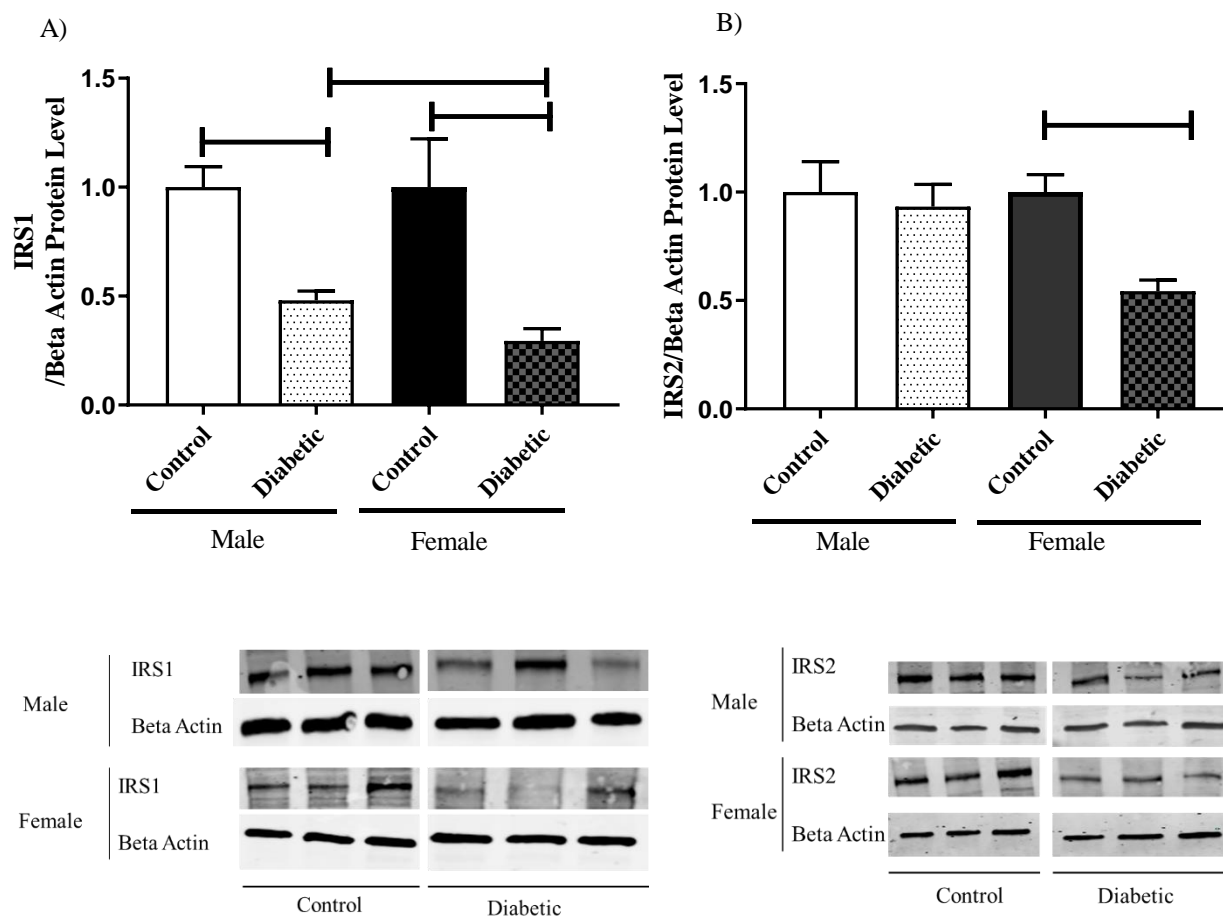 A)
IRS1
/Beta Actin Protein Level
1.5
1.0
0.5
0.0
Control
Diabetic
Control
Diabetic
Male
Female
B)
IRS2/Beta Actin Protein Level
1.5
1.0
0.5
0.0
Control
Diabetic
Control
Diabetic
Male
Female
Male
IRS1
Beta Actin
Female
IRS1
Beta Actin
Control
Diabetic
Male
IRS2
Beta Actin
Female
IRS2
Beta Actin
Control
Diabetic